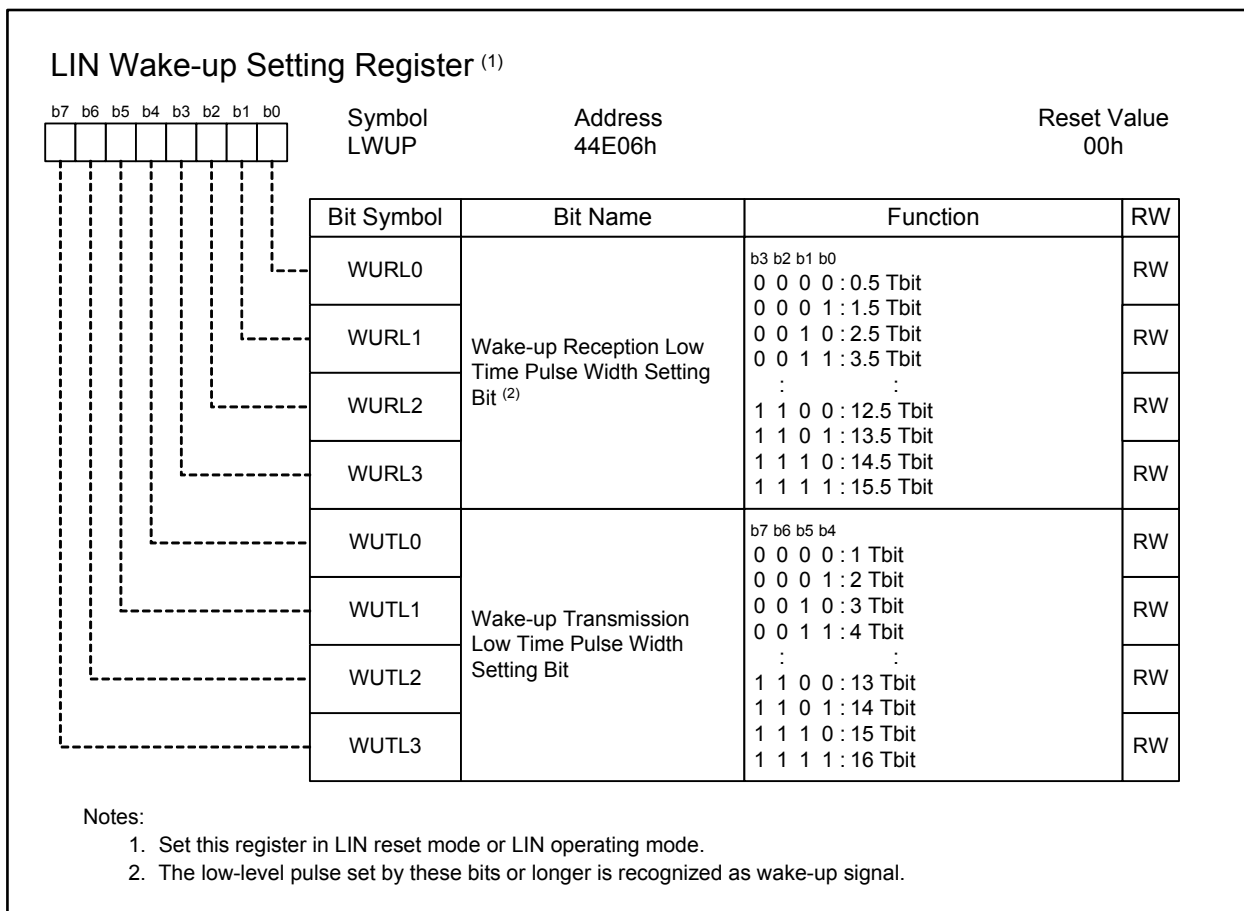 LIN Wake-up Setting Register (1)
b7 b6 b5 b4 b3 b2 b1 b0
Symbol Address Reset Value
LWUP 44E06h 00h
Bit Symbol Bit Name Function RW
WURL0 RW
WURL1 RW
WURL2 RW
WURL3 RW
Wake-up Reception Low
Time Pulse Width Setting
Bit (2)
b3 b2 b1 b0
0 0 0 0 : 0.5 Tbit
0 0 0 1 : 1.5 Tbit
0 0 1 0 : 2.5 Tbit
0 0 1 1 : 3.5 Tbit
: :
1 1 0 0 : 12.5 Tbit
1 1 0 1 : 13.5 Tbit
1 1 1 0 : 14.5 Tbit
1 1 1 1 : 15.5 Tbit
WUTL0 RW
WUTL1 RW
WUTL2 RW
WUTL3 RW
Wake-up Transmission
Low Time Pulse Width
Setting Bit
b7 b6 b5 b4
0 0 0 0 : 1 Tbit
0 0 0 1 : 2 Tbit
0 0 1 0 : 3 Tbit
0 0 1 1 : 4 Tbit
: :
1 1 0 0 : 13 Tbit
1 1 0 1 : 14 Tbit
1 1 1 0 : 15 Tbit
1 1 1 1 : 16 Tbit
Notes:
1. Set this register in LIN reset mode or LIN operating mode.
2. The low-level pulse set by these bits or longer is recognized as wake-up signal.